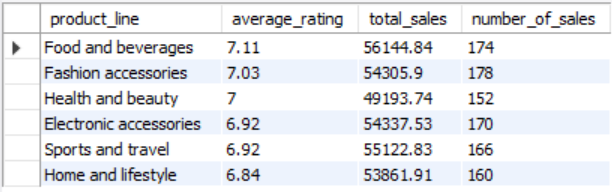 product_line average_rating total_sales number_of_sales
Food and beverages 7.11 56144.84 174
Fashion accessories 7.03 54305.9 178
Health and beauty 7 49193.74 152
Electronic accessories 6.92 54337.53 170
Sports and travel 6.92 55122.83 166
Home and lifestyle 6.84 53861.91 160